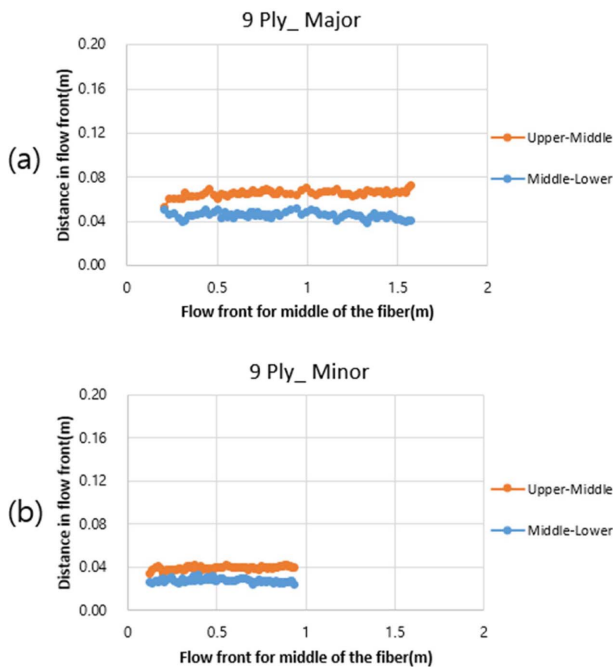 9 Ply_ Major
(a)
Distance in flow front(m)
0.20
0.16
0.12
0.08
0.04
0.00
0
0.5
1
1.5
2
Flow front for middle of the fiber(m)
Upper-Middle
Middle-Lower
9 Ply_ Minor
(b)
Distance in flow front(m)
0.20
0.16
0.12
0.08
0.04
0.00
0
0.5
1
1.5
2
Flow front for middle of the fiber(m)
Upper-Middle
Middle-Lower